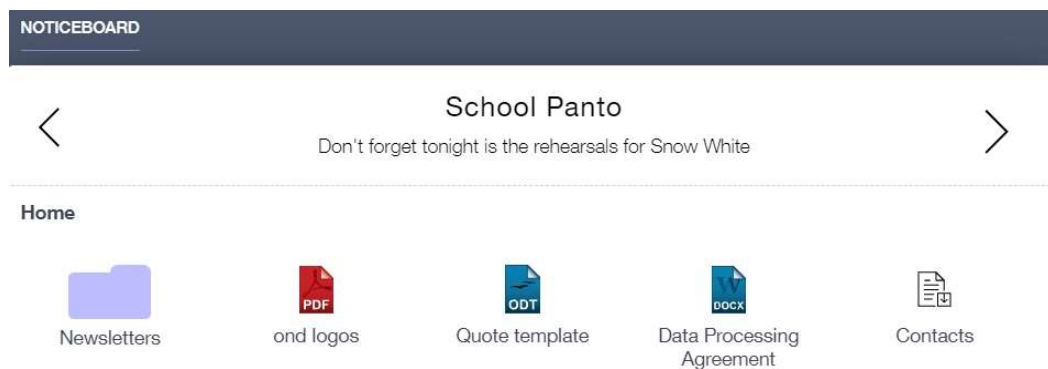 NOTICEBOARD
School Panto
Don't forget tonight is the rehearsals for Snow White
Home
PDF
ODT
W
DOCX
Newsletters
ond logos
Quote template
Data Processing
Agreement
Contacts